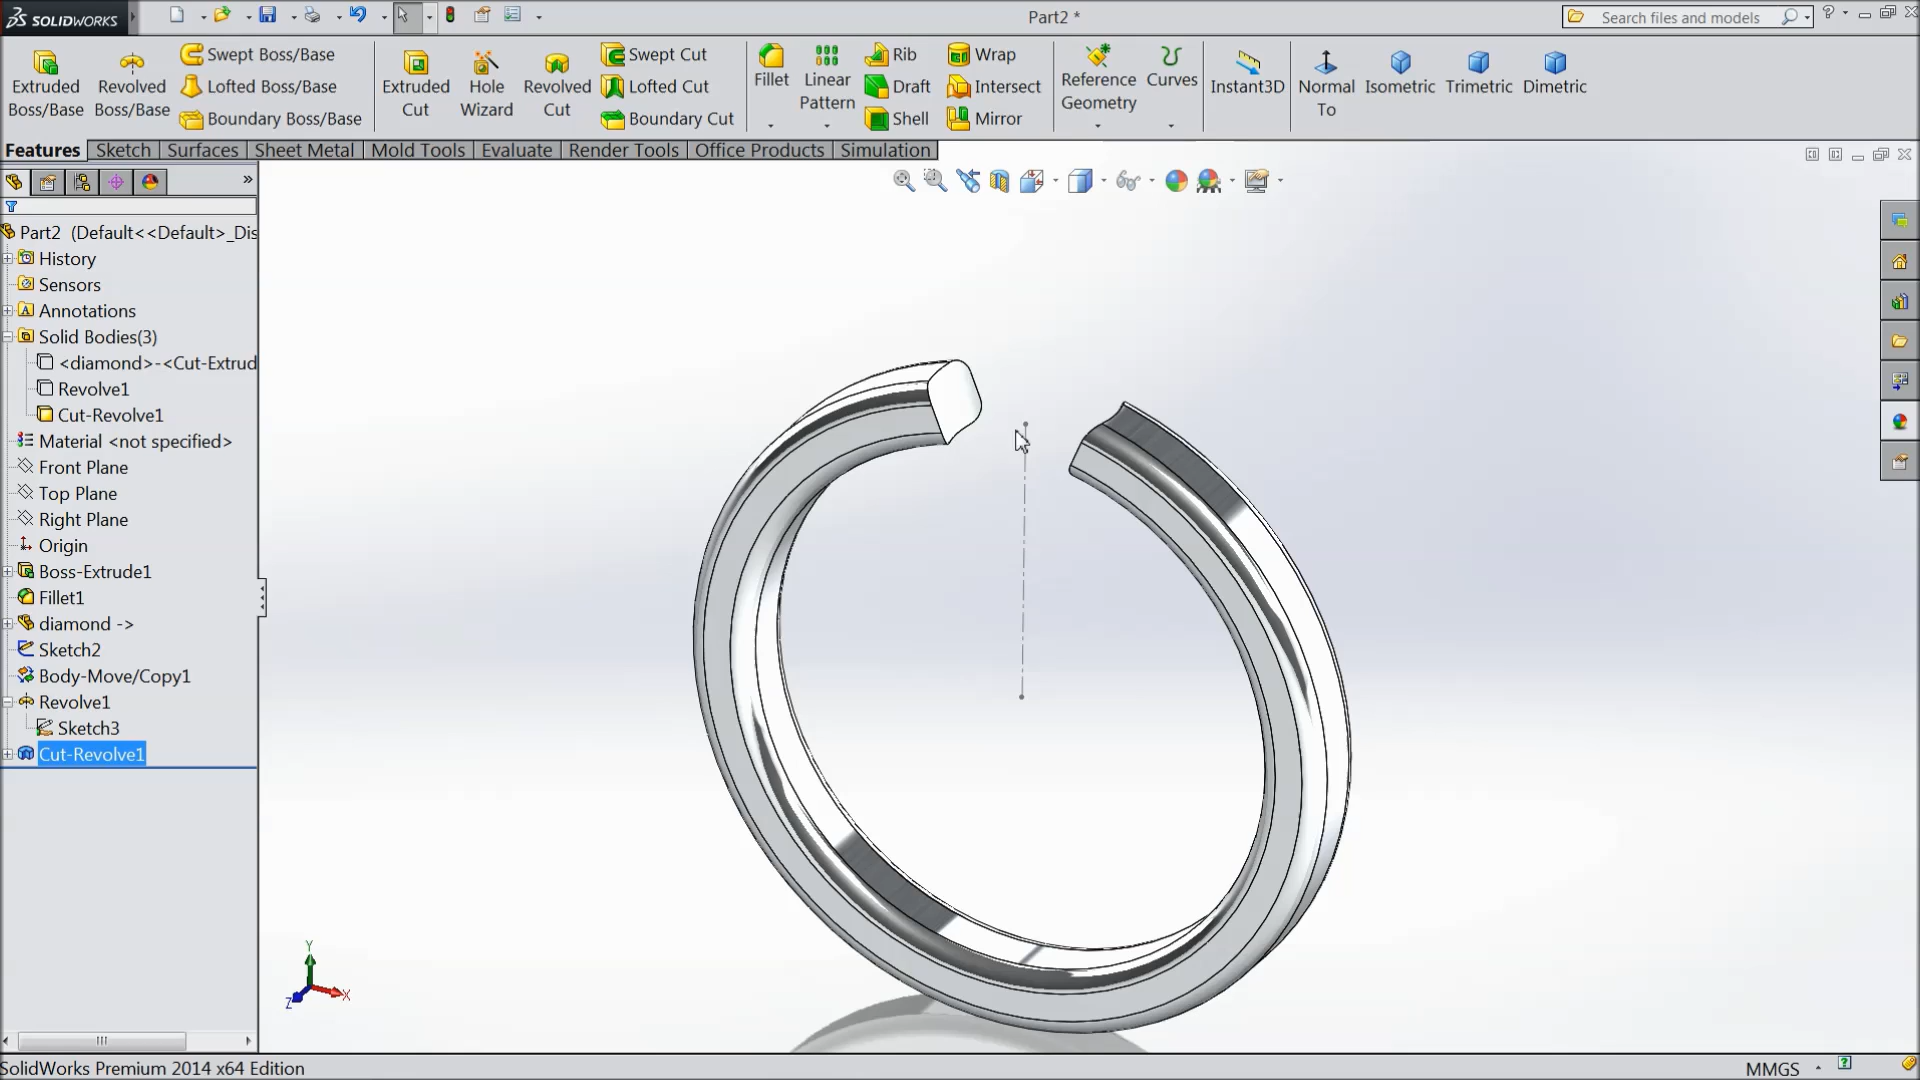 SOLIDWORKS
Part2 *
Search files and models
Extruded Boss/Base
Revolved Boss/Base
Swept Boss/Base
Lofted Boss/Base
Boundary Boss/Base
Extruded Cut
Hole Wizard
Revolved Cut
Swept Cut
Lofted Cut
Boundary Cut
Fillet
Linear Pattern
Rib
Draft
Shell
Wrap
Intersect
Mirror
Reference Geometry
Curves
Instant3D
Normal To
Isometric
Trimetric
Dimetric
Features
Sketch
Surfaces
Sheet Metal
Mold Tools
Evaluate
Render Tools
Office Products
Simulation
Part2 (Default<<Default>_Dis
History
Sensors
Annotations
Solid Bodies(3)
<diamond>-<Cut-Extrud
Revolve1
Cut-Revolve1
Material <not specified>
Front Plane
Top Plane
Right Plane
Origin
Boss-Extrude1
Fillet1
diamond ->
Sketch2
Body-Move/Copy1
Revolve1
Sketch3
Cut-Revolve1
Y
X
Z
SolidWorks Premium 2014 x64 Edition
MMGS